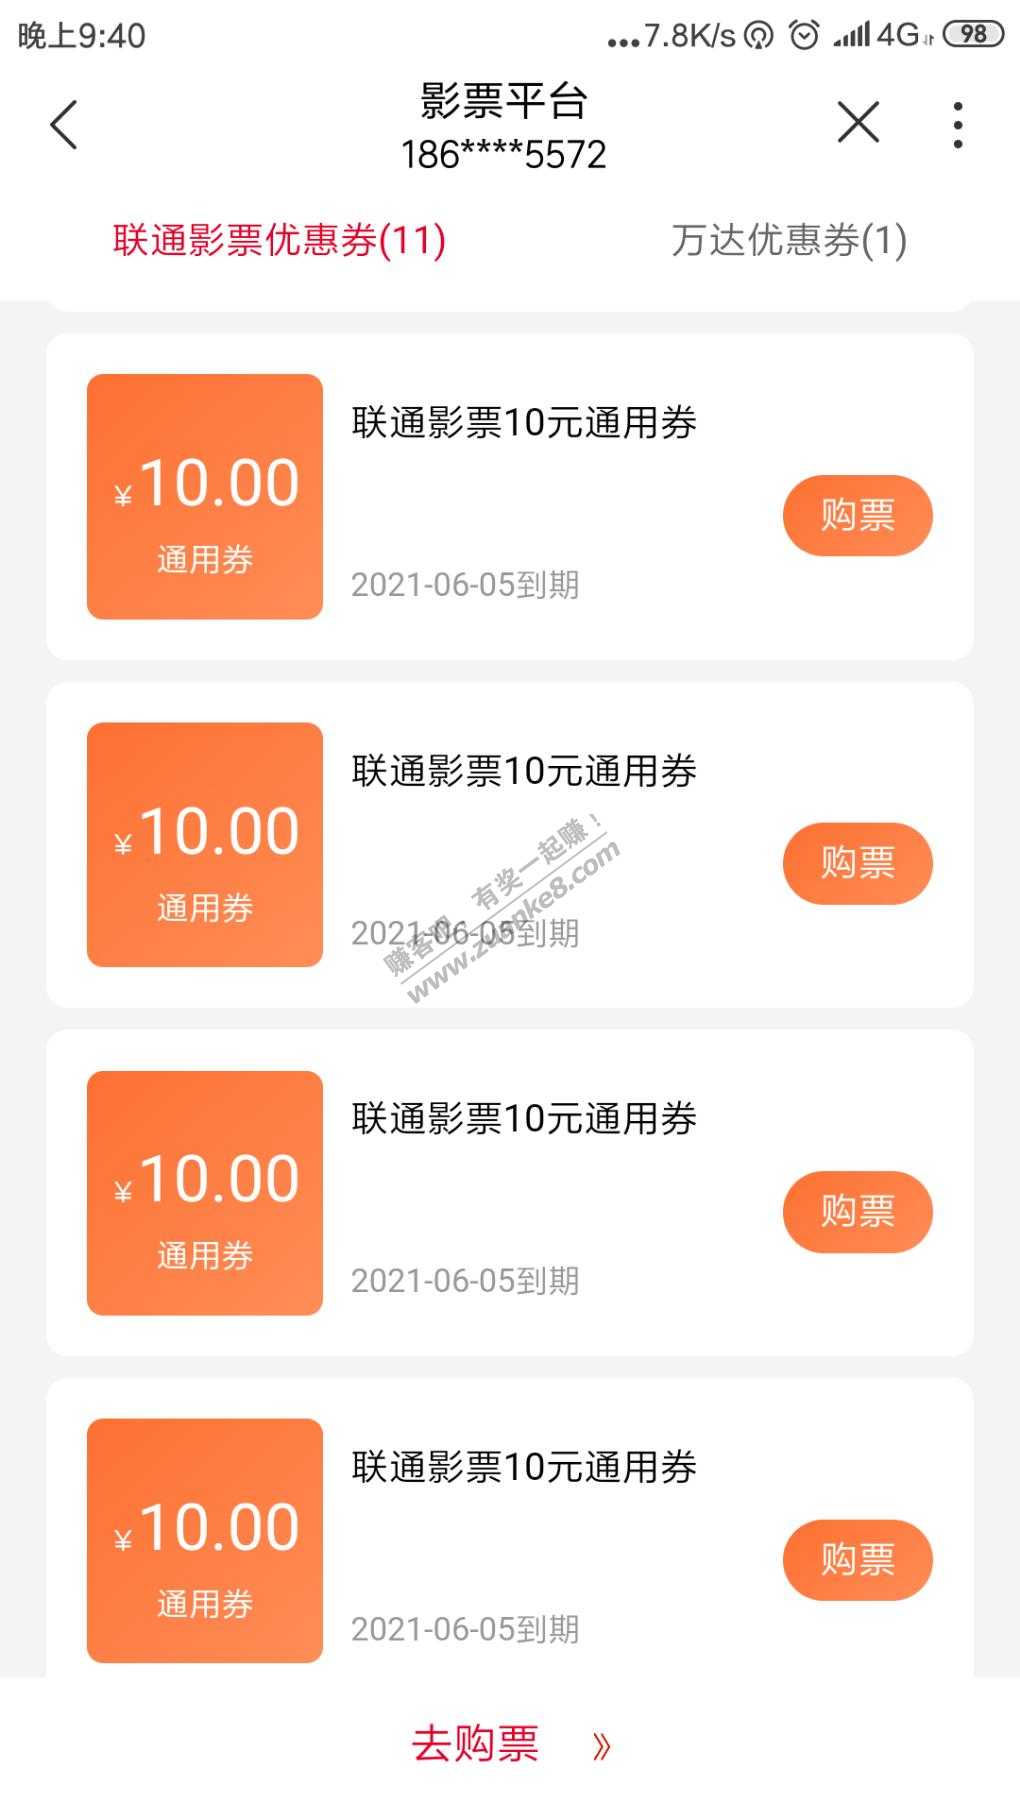 晚上9:40
...7.8K/s 4G 98
影票平台
186****5572
联通影票优惠券(11)
万达优惠券(1)
联通影票10元通用券
¥10.00
购票
通用券
2021-06-05到期
联通影票10元通用券
¥10.00
购票
通用券
2021-06-05到期
赚客吧,有奖一起赚!
www.zuanke8.com
联通影票10元通用券
¥10.00
购票
通用券
2021-06-05到期
联通影票10元通用券
¥10.00
购票
通用券
2021-06-05到期
去购票 》